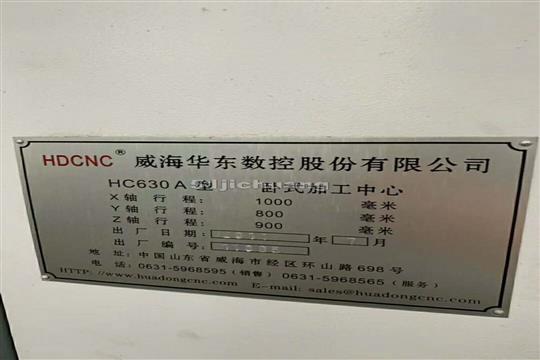 HDCNC® 威海华东数控股份有限公司
HC630A型 卧式加工中心
X轴行程: 1000 毫米
Y轴行程: 800 毫米
Z轴行程: 900 毫米
出厂日期: 年7月
出厂编号:
地址: 中国山东省威海市经区环山路698号
电话: 0631-5968595(销售) 0631-5968565(服务)
HTTP://www.huadongcnc.com E-mail: sales@huadongcnc.com